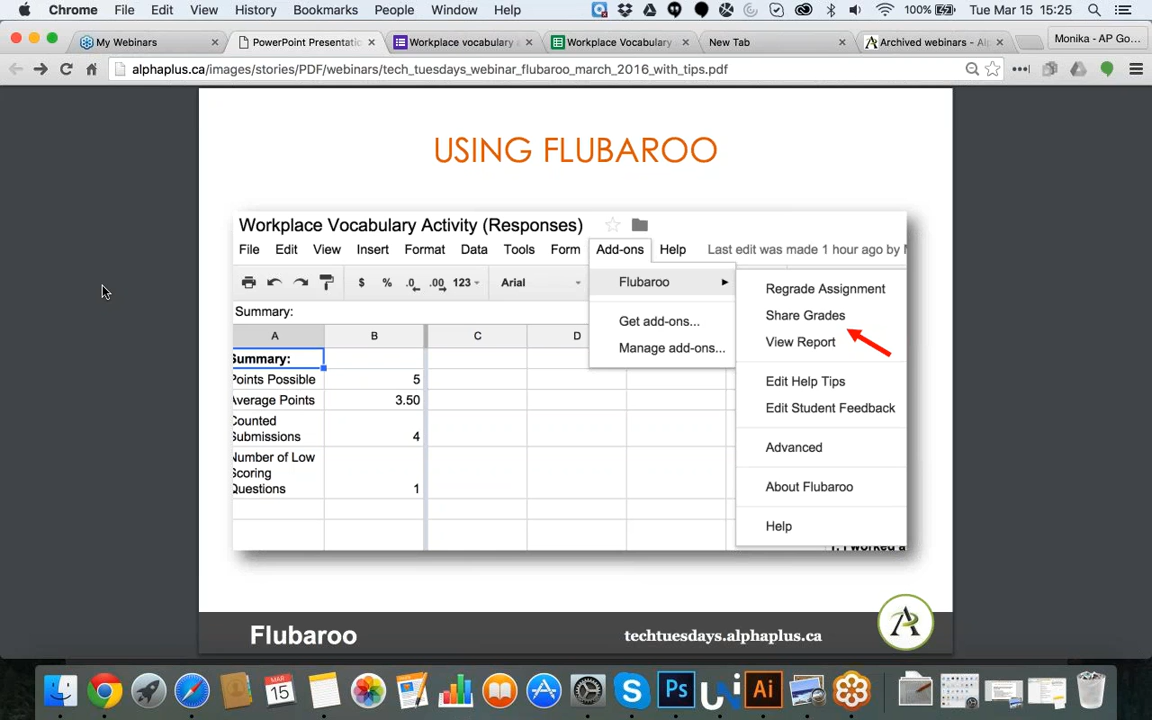 Chrome File Edit View History Bookmarks People Window Help 100% Tue Mar 15 15:25
My Webinars PowerPoint Presentatio Workplace vocabulary a Workplace Vocabulary New Tab Archived webinars - Alp Monika - AP Go...
alphaplus.ca/images/stories/PDF/webinars/tech_tuesdays_webinar_flubaroo_march_2016_with_tips.pdf
USING FLUBAROO
Workplace Vocabulary Activity (Responses)
File Edit View Insert Format Data Tools Form Add-ons Help Last edit was made 1 hour ago by
$ % .0 .00 123 Arial
Flubaroo
Get add-ons...
Manage add-ons...
Regrade Assignment
Share Grades
View Report
Edit Help Tips
Edit Student Feedback
Advanced
About Flubaroo
Help
Summary:
A B C D
Summary:
Points Possible 5
Average Points 3.50
Counted
Submissions 4
Number of Low
Scoring
Questions 1
1. I worked a
Flubaroo techtuesdays.alphaplus.ca
MAR
15